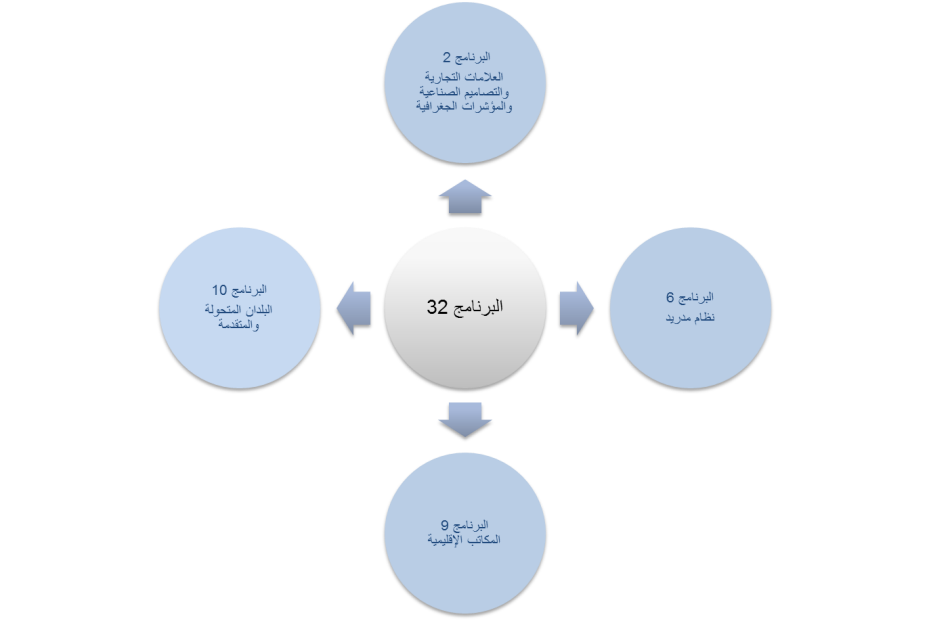 البرنامج 2
العلامات التجارية
والتصاميم الصناعية
والمؤشرات الجغرافية
البرنامج 10
البلدان المتحولة
والمتقدمة
البرنامج 32
البرنامج 6
نظام مدريد
البرنامج 9
المكاتب الإقليمية